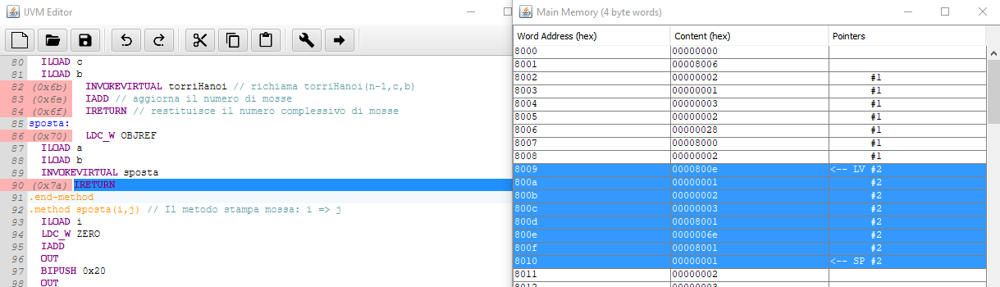 IJVM Editor
80 ILOAD c
81 ILOAD b
82 (0x6b) INVOKEVIRTUAL torriHanoi // richiama torriHanoi(n-1,c,b)
83 (0x6e) IADD // aggiorna il numero di mosse
84 (0x6f) IRETURN // restituisce il numero complessivo di mosse
85 sposta:
86 (0x70) LDC_W OBJREF
87 ILOAD a
88 ILOAD b
89 INVOKEVIRTUAL sposta
90 (0x7a) IRETURN
91 .end-method
92 .method sposta(i,j) // Il metodo stampa mossa: i => j
93 ILOAD i
94 LDC_W ZERO
95 IADD
96 OUT
97 BIPUSH 0x20
98 OUT
Main Memory (4 byte words)
Word Address (hex) Content (hex) Pointers
8000 00000000
8001 00008006
8002 00000002 #1
8003 00000001 #1
8004 00000003 #1
8005 00000002 #1
8006 00000028 #1
8007 00008000 #1
8008 00000002 #1
8009 0000800e <-- LV #2
800a 00000001 #2
800b 00000002 #2
800c 00000003 #2
800d 00008001 #2
800e 0000006e #2
800f 00008001 #2
8010 00000001 <-- SP #2
8011 00000002
8012 00000003